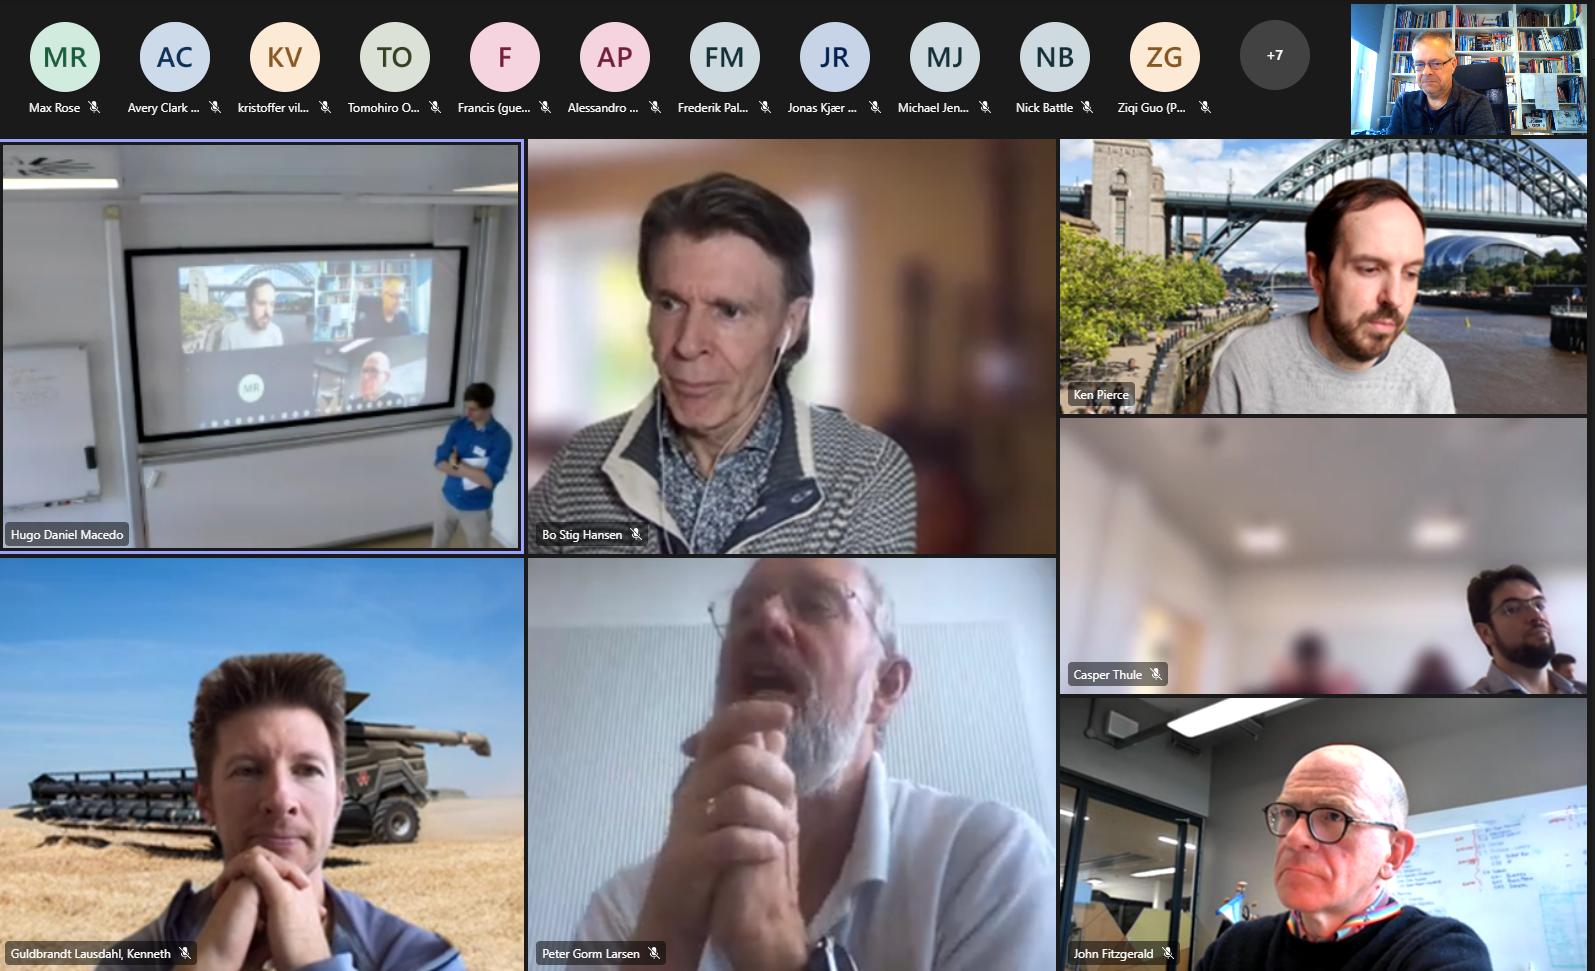 MR
AC
KV
TO
F
AP
FM
JR
MJ
NB
ZG
+7
Max Rose
Avery Clark ...
kristoffer vil...
Tomohiro O...
Francis (gue...
Alessandro ...
Frederik Pal...
Jonas Kjær ...
Michael Jen...
Nick Battle
Ziqi Guo (P...
MR
Hugo Daniel Macedo
Bo Stig Hansen
Ken Pierce
Casper Thule
Guldbrandt Lausdahl, Kenneth
Peter Gorm Larsen
John Fitzgerald